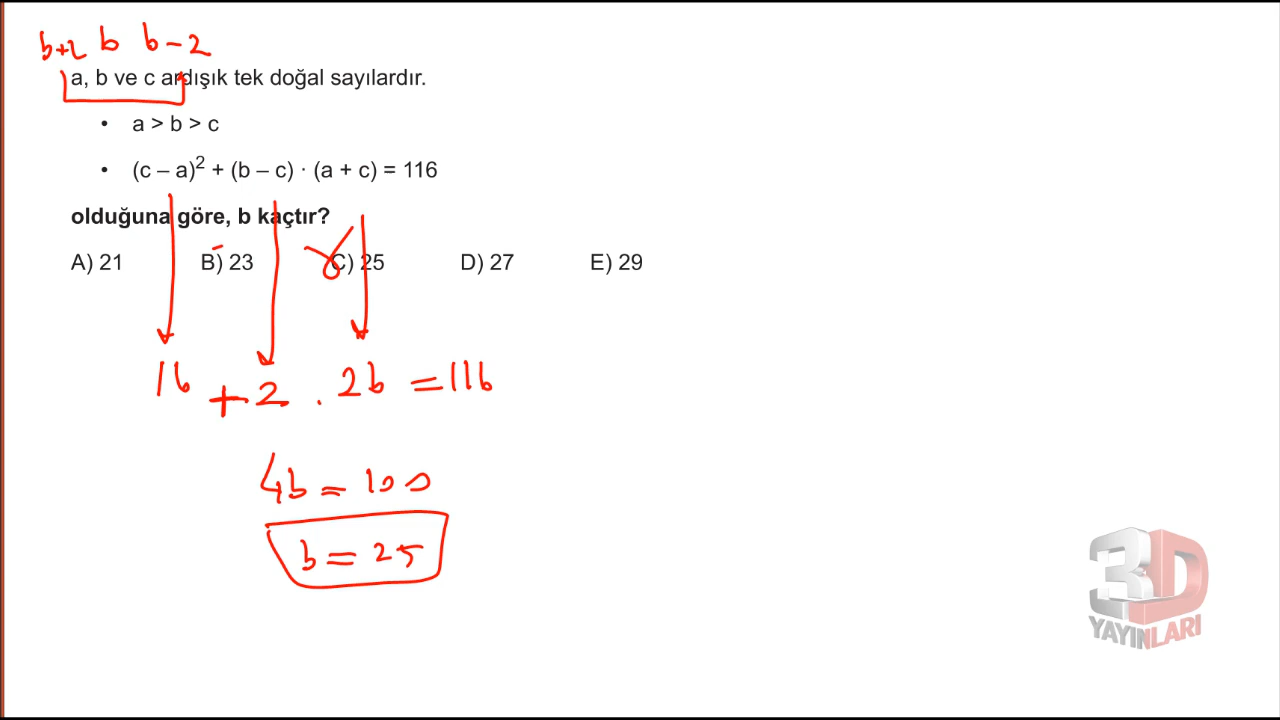 b+2 b b-2
a, b ve c ardışık tek doğal sayılardır.
• a > b > c
• (c – a)² + (b – c) · (a + c) = 116
olduğuna göre, b kaçtır?
A) 21 B) 23 C) 25 D) 27 E) 29
16 + 2 . 2b = 116
4b = 100
b = 25
3D
YAYINLARI